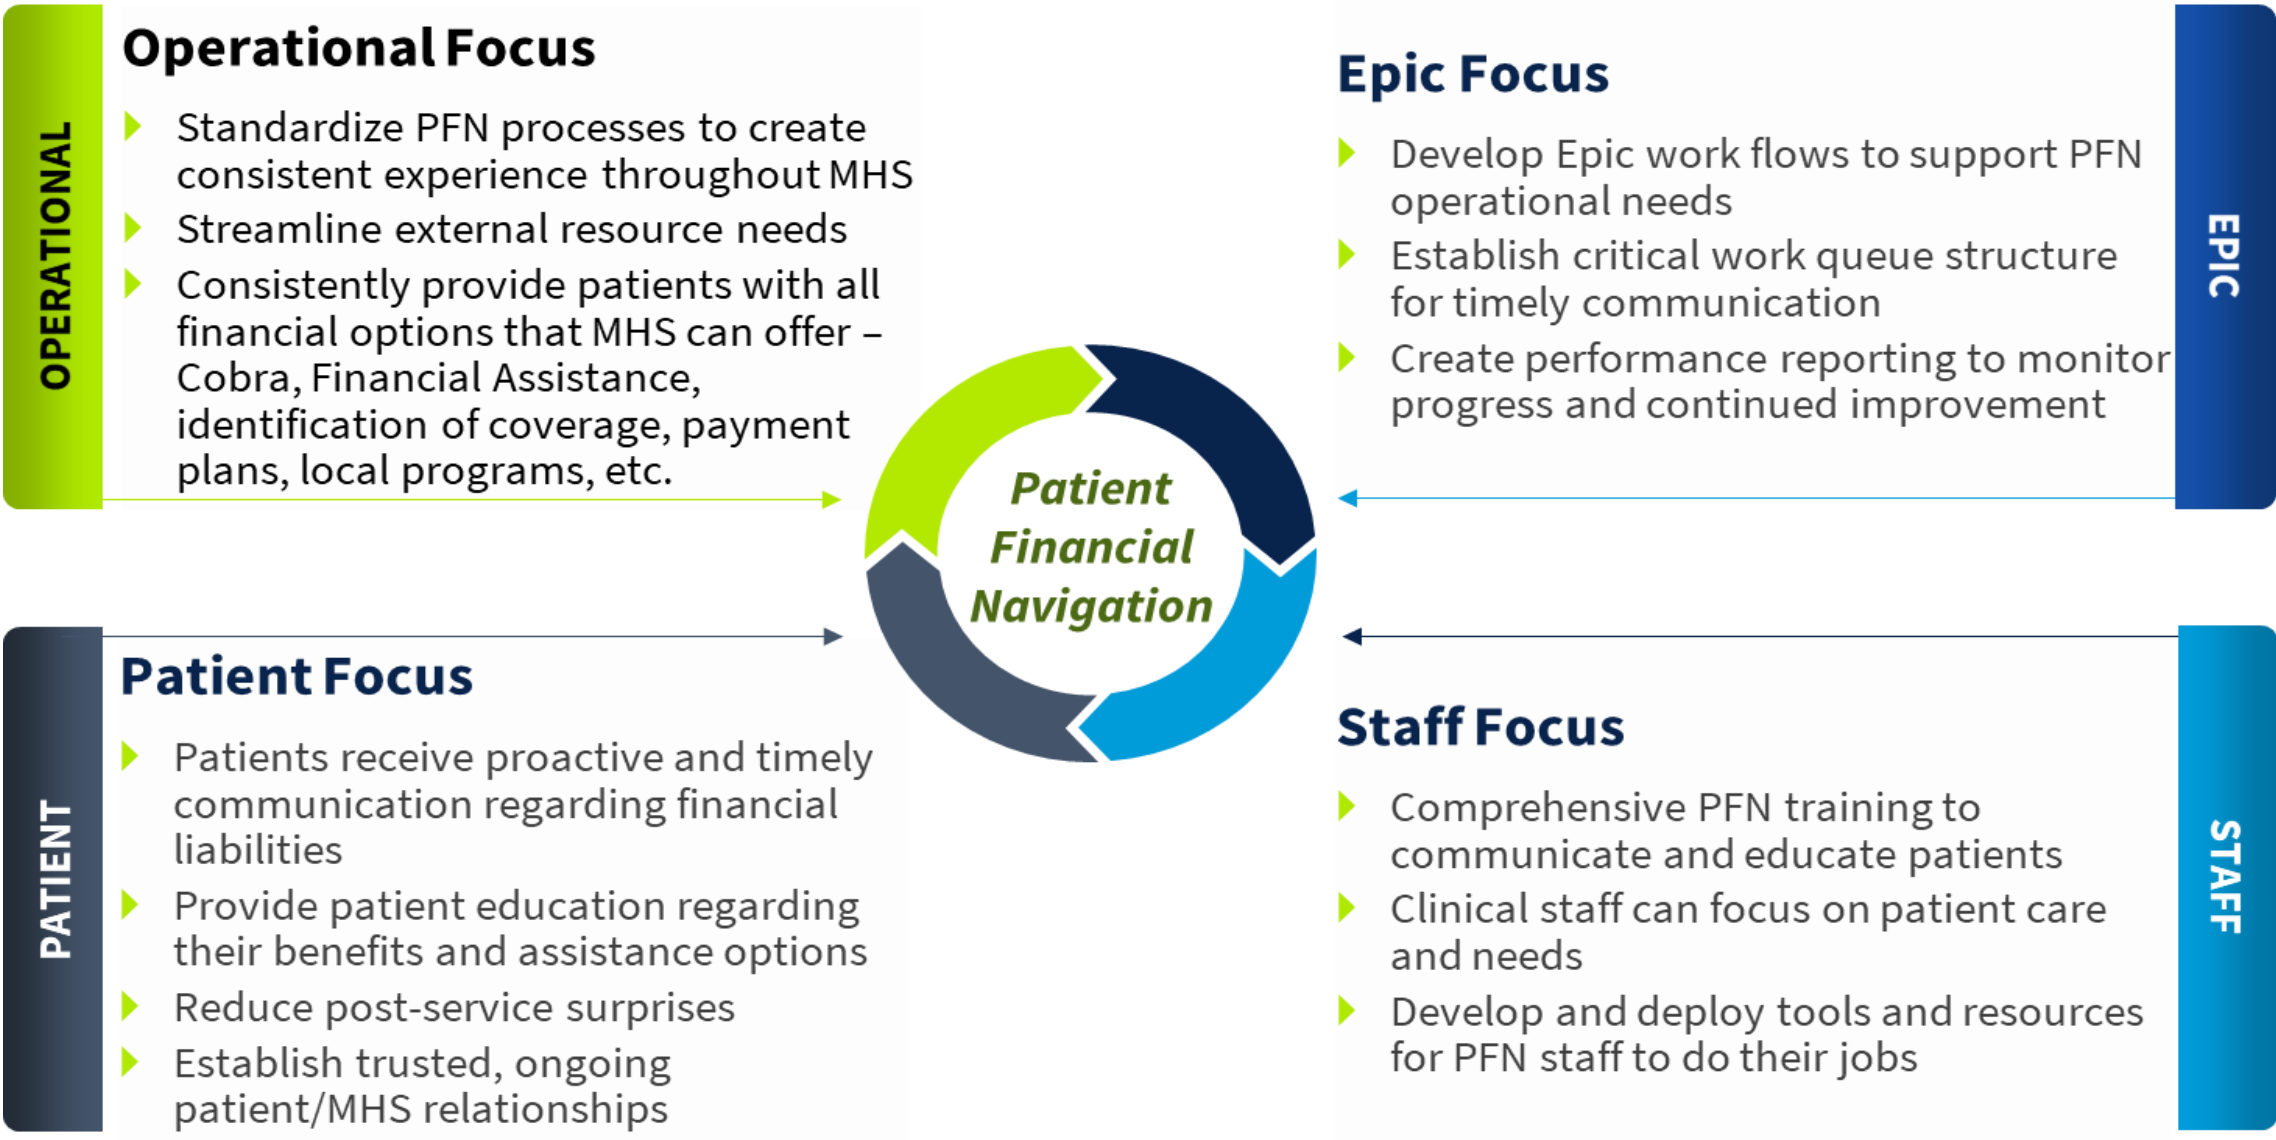 OPERATIONAL
Operational Focus
Standardize PFN processes to create
consistent experience throughout MHS
Streamline external resource needs
Consistently provide patients with all
financial options that MHS can offer –
Cobra, Financial Assistance,
identification of coverage, payment
plans, local programs, etc.
EPIC
Epic Focus
Develop Epic work flows to support PFN
operational needs
Establish critical work queue structure
for timely communication
Create performance reporting to monitor
progress and continued improvement
Patient
Financial
Navigation
PATIENT
Patient Focus
Patients receive proactive and timely
communication regarding financial
liabilities
Provide patient education regarding
their benefits and assistance options
Reduce post-service surprises
Establish trusted, ongoing
patient/MHS relationships
STAFF
Staff Focus
Comprehensive PFN training to
communicate and educate patients
Clinical staff can focus on patient care
and needs
Develop and deploy tools and resources
for PFN staff to do their jobs